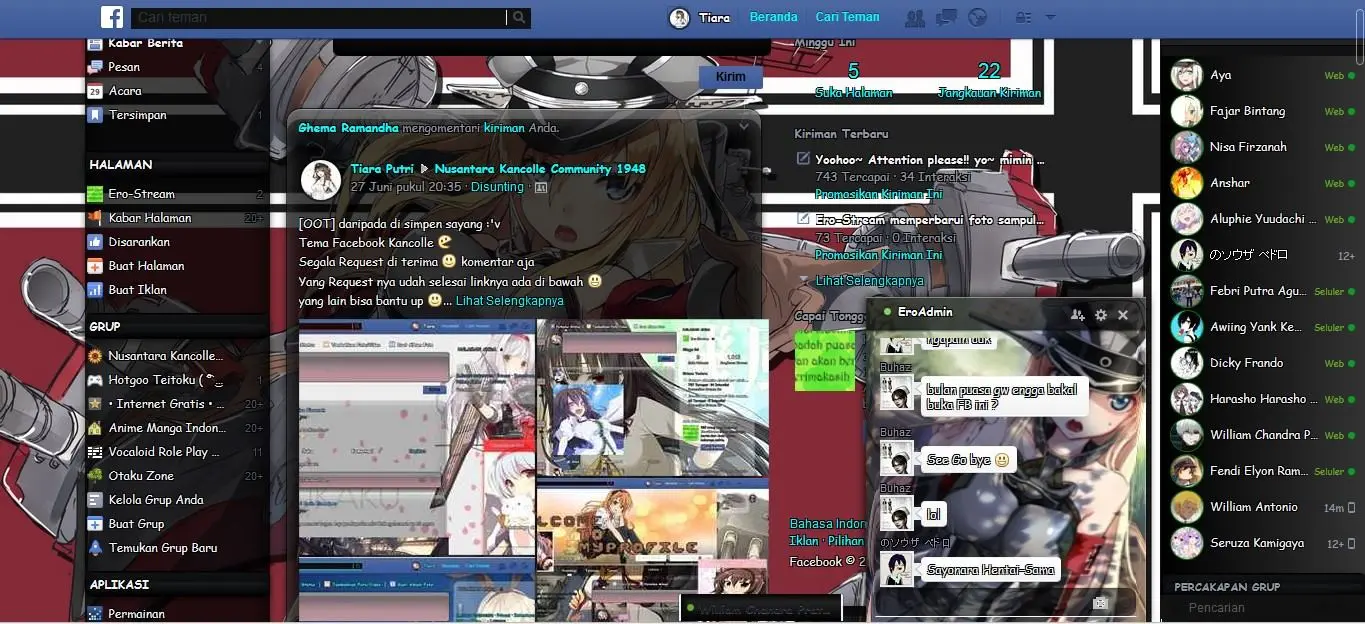 Cari teman
Tiara
Beranda
Cari Teman
Kabar Berita
Pesan 4
Acara
Tersimpan 1
HALAMAN
Ero-Stream 2
Kabar Halaman 20+
Disarankan
Buat Halaman
Buat Iklan
GRUP
Nusantara Kancolle...
Hotgoo Teitoku ( 1
• Internet Gratis • ... 20+
Anime Manga Indon... 20+
Vocaloid Role Play ... 11
Otaku Zone 20+
Kelola Grup Anda
Buat Grup
Temukan Grup Baru
APLIKASI
Permainan
Kirim
Ghema Ramandha mengomentari kiriman Anda.
Tiara Putri Nusantara Kancolle Community 1948
27 Juni pukul 20:35 · Disunting ·
[OOT] daripada di simpen sayang :'v
Tema Facebook Kancolle
Segala Request di terima 😃 komentar aja
Yang Request nya udah selesai linknya ada di bawah 😃
yang lain bisa bantu up 😃... Lihat Selengkapnya
Minggu Ini
5 22
Suka Halaman Jangkauan Kiriman
Kiriman Terbaru
Yoohoo~ Attention please!! yo~ mimin ...
743 Tercapai · 34 Interaksi
Promosikan Kiriman Ini
Ero-Stream memperbarui foto sampul...
73 Tercapai · 0 Interaksi
Promosikan Kiriman Ini
Lihat Selengkapnya
Capai Tongg
Bahasa Indon
Iklan · Pilihan
Facebook © 2
EroAdmin
Buhaz
bulan puasa gw engga bakal
buka FB ini ?
Buhaz
See Go bye 😃
Buhaz
lol
のソウザ ペドロ
Sayonara Hentai-Sama
Aya Web
Fajar Bintang Web
Nisa Firzanah Web
Anshar Web
Aluphie Yuudachi ... Web
のソウザ ペドロ 12+
Febri Putra Agu... Seluler
Awiing Yank Ke... Seluler
Dicky Frando Web
Harasho Harasho ... Web
William Chandra P... Web
Fendi Elyon Ram... Seluler
William Antonio 14m
Seruza Kamigaya 12+
PERCAKAPAN GRUP
Pencarian